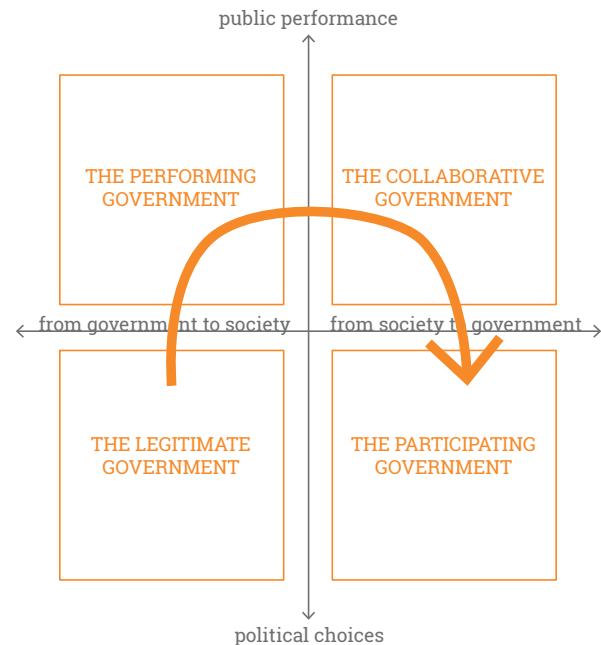 public performance
THE PERFORMING
GOVERNMENT
THE COLLABORATIVE
GOVERNMENT
from government to society
from society to government
THE LEGITIMATE
GOVERNMENT
THE PARTICIPATING
GOVERNMENT
political choices